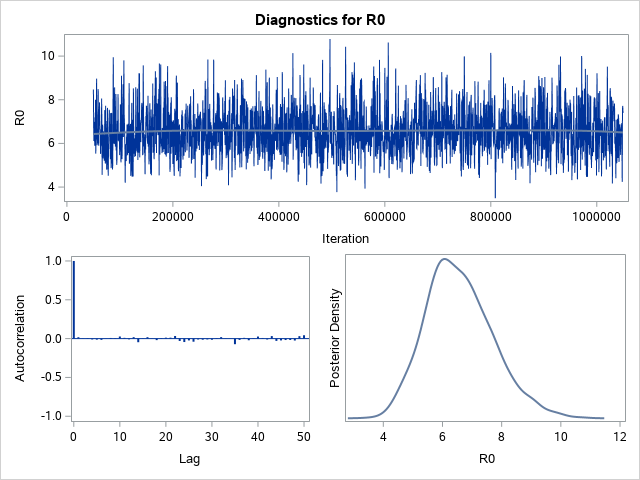 Diagnostics for R0
R0
10
8
6
4
0 200000 400000 600000 800000 1000000
Iteration
Autocorrelation
1.0
0.5
0.0
-0.5
-1.0
0 10 20 30 40 50
Lag
Posterior Density
4 6 8 10 12
R0